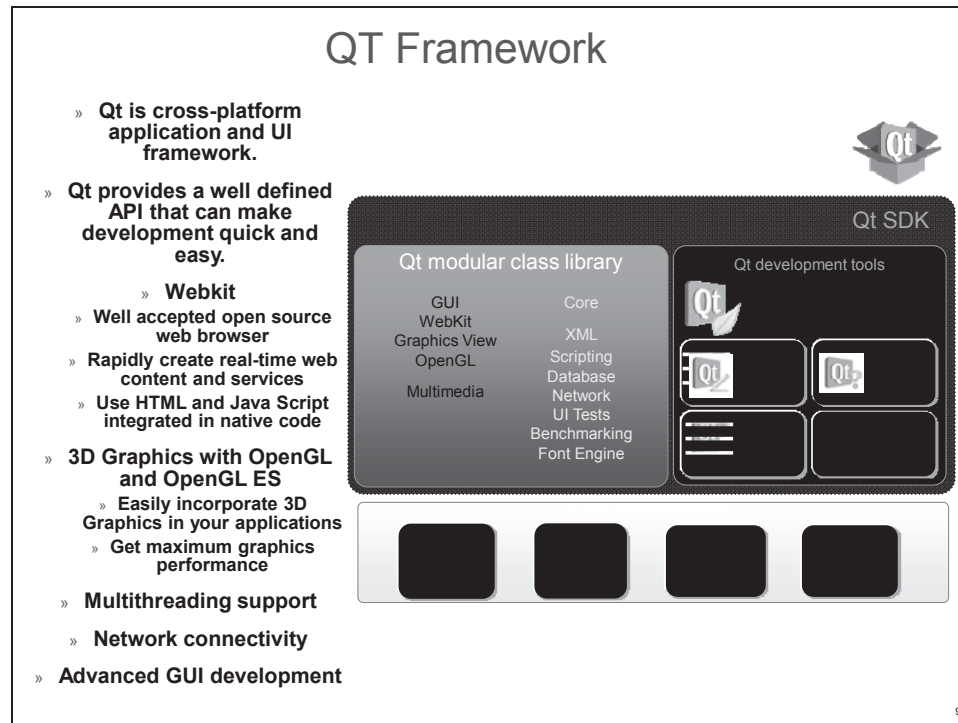 QT Framework
» Qt is cross-platform
application and UI
framework.
» Qt provides a well defined
API that can make
development quick and
easy.
» Webkit
» Well accepted open source
web browser
» Rapidly create real-time web
content and services
» Use HTML and Java Script
integrated in native code
» 3D Graphics with OpenGL
and OpenGL ES
» Easily incorporate 3D
Graphics in your applications
» Get maximum graphics
performance
» Multithreading support
» Network connectivity
» Advanced GUI development
Qt
Qt SDK
Qt modular class library
GUI
WebKit
Graphics View
OpenGL
Multimedia
Core
XML
Scripting
Database
Network
UI Tests
Benchmarking
Font Engine
Qt development tools
Qt
Qt
Qt?
9